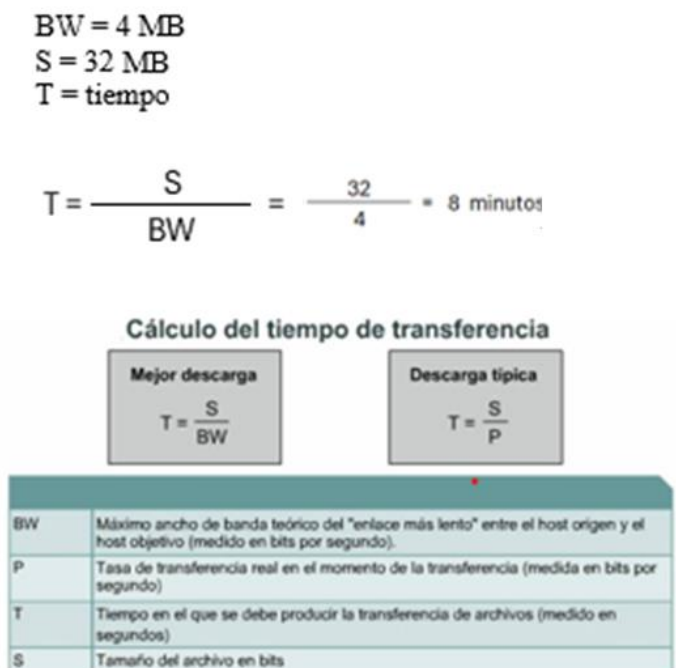 BW = 4 MB
S = 32 MB
T = tiempo
T = S / BW = 32 / 4 = 8 minutos
Cálculo del tiempo de transferencia
Mejor descarga
T = S / BW
Descarga típica
T = S / P
BW Máximo ancho de banda teórico del "enlace más lento" entre el host origen y el
host objetivo (medido en bits por segundo).
P Tasa de transferencia real en el momento de la transferencia (medida en bits por
segundo)
T Tiempo en el que se debe producir la transferencia de archivos (medido en
segundos)
S Tamaño del archivo en bits